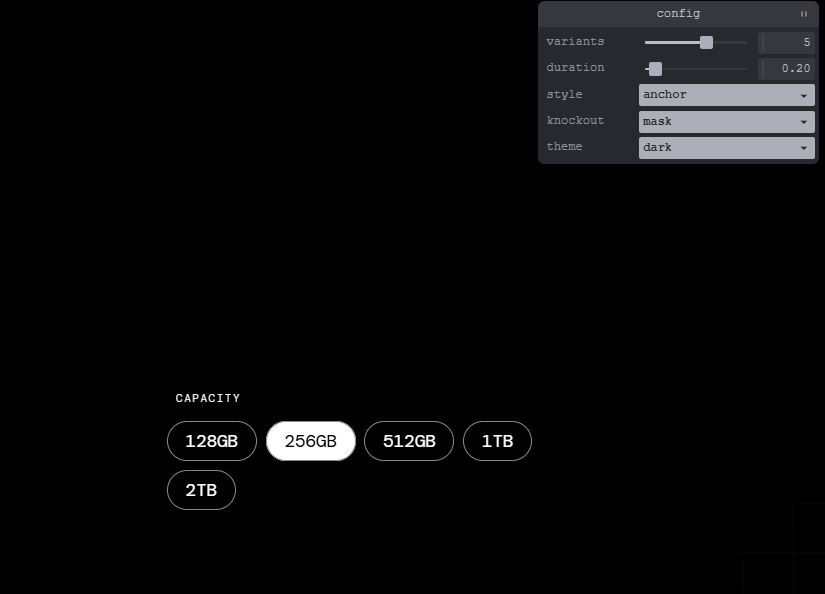 config
variants 5
duration 0.20
style anchor
knockout mask
theme dark
CAPACITY
128GB 256GB 512GB 1TB
2TB